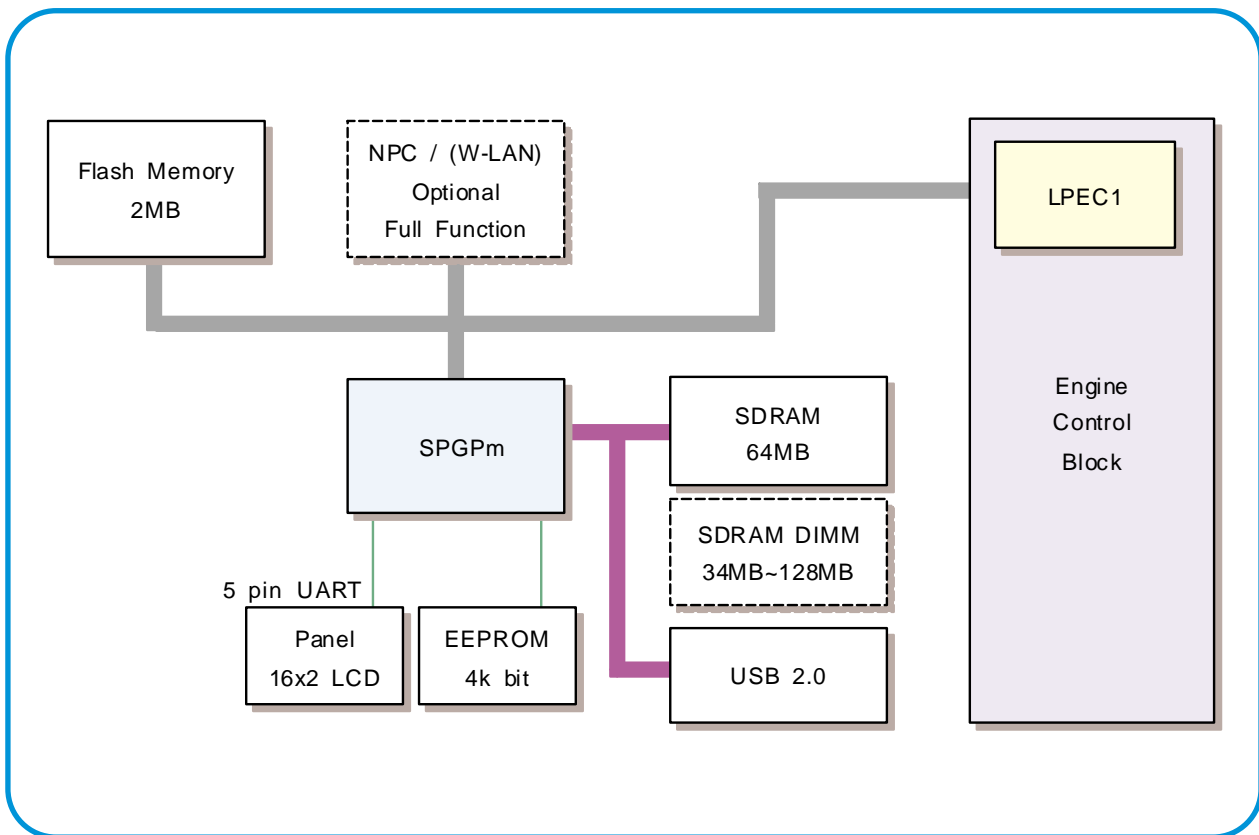 Flash Memory
2MB
NPC / (W-LAN)
Optional
Full Function
LPEC1
Engine
Control
Block
SPGPm
SDRAM
64MB
SDRAM DIMM
34MB~128MB
5 pin UART
Panel
16x2 LCD
EEPROM
4k bit
USB 2.0